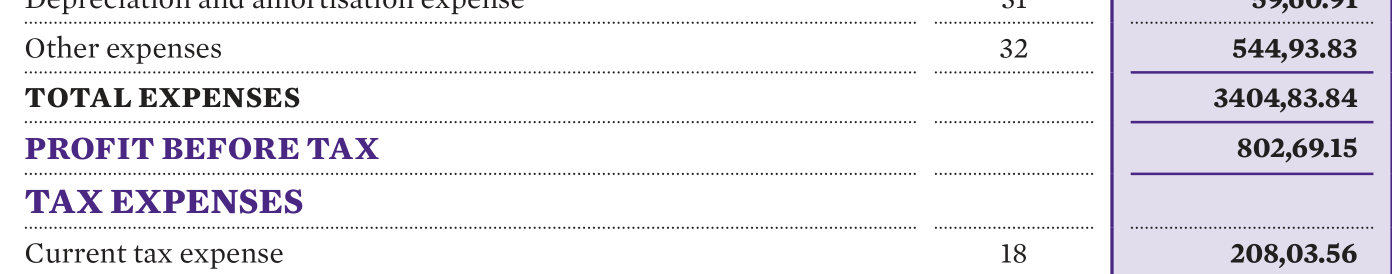 Depreciation and amortisation expense 31 59,60.91
Other expenses 32 544,93.83
TOTAL EXPENSES 3404,83.84
PROFIT BEFORE TAX 802,69.15
TAX EXPENSES
Current tax expense 18 208,03.56